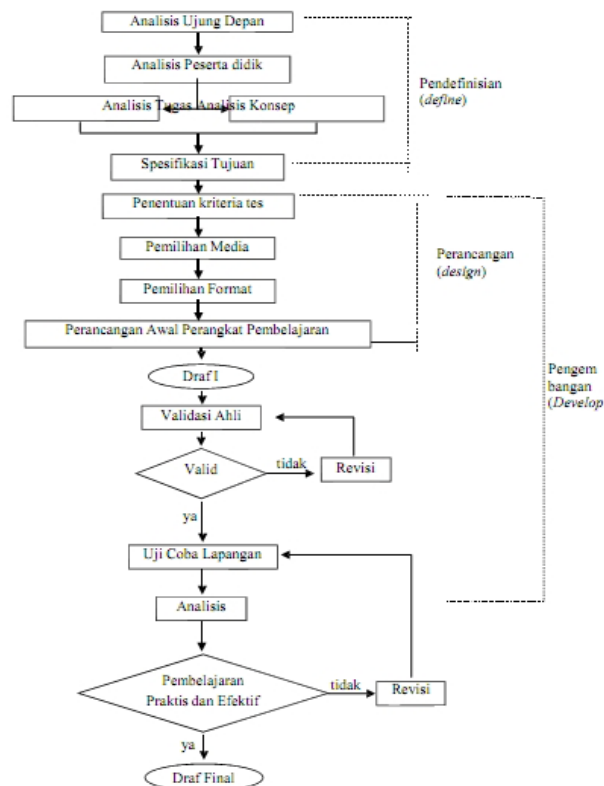 Analisis Ujung Depan
Analisis Peserta didik
Analisis Tugas Analisis Konsep
Pendefinisian
(define)
Spesifikasi Tujuan
Penentuan kriteria tes
Pemilihan Media
Perancangan
(design)
Pemilihan Format
Perancangan Awal Perangkat Pembelajaran
Draf I
Pengem
bangan
(Develop
Validasi Ahli
Valid
tidak
Revisi
ya
Uji Coba Lapangan
Analisis
Pembelajaran
Praktis dan Efektif
tidak
Revisi
ya
Draf Final